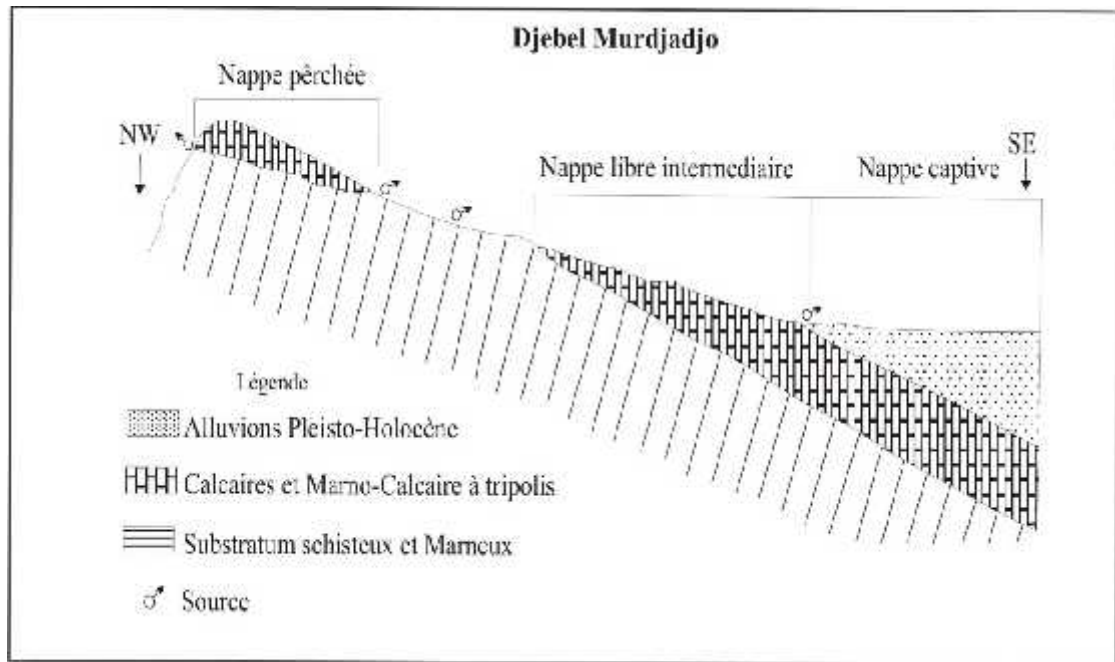 Djebel Murdjadjo
Nappe pêrchée
NW
SE
Nappe libre intermediaire
Nappe captive
Légende
Alluvions Pleisto-Holocène
Calcaires et Marno-Calcaire à tripolis
Substratum schisteux et Marneux
Source